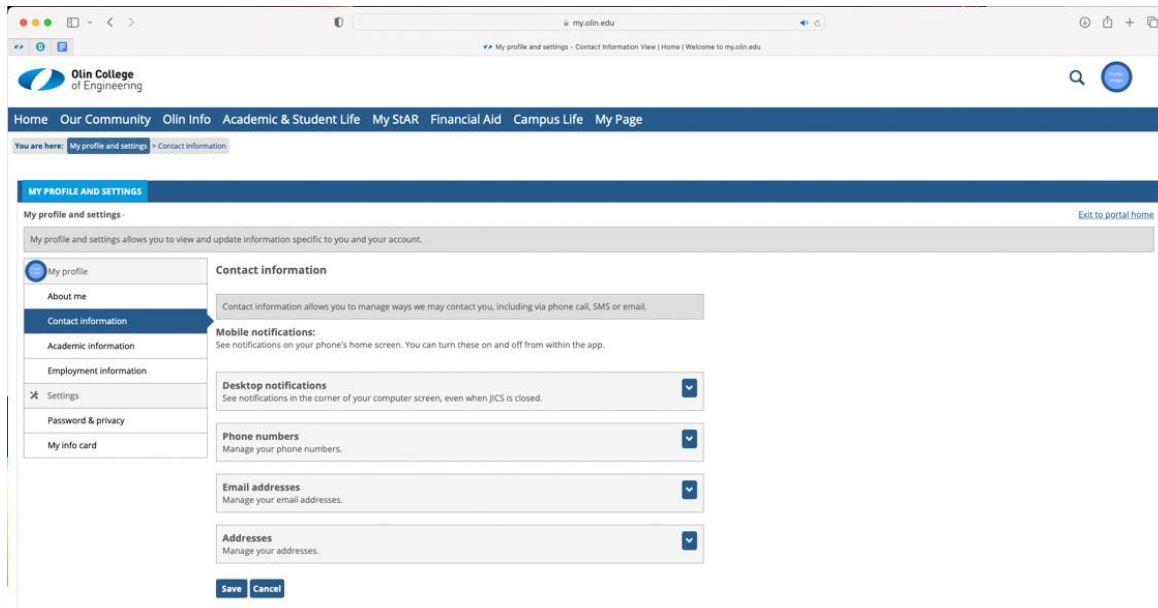 my.olin.edu
My profile and settings - Contact Information View | Home | Welcome to my.olin.edu
Olin College
of Engineering
Home Our Community Olin Info Academic & Student Life My StAR Financial Aid Campus Life My Page
You are here: My profile and settings > Contact information
MY PROFILE AND SETTINGS
My profile and settings -
Exit to portal home
My profile and settings allows you to view and update information specific to you and your account.
My profile
About me
Contact information
Academic information
Employment information
Settings
Password & privacy
My info card
Contact information
Contact information allows you to manage ways we may contact you, including via phone call, SMS or email.
Mobile notifications:
See notifications on your phone's home screen. You can turn these on and off from within the app.
Desktop notifications
See notifications in the corner of your computer screen, even when JICS is closed.
Phone numbers
Manage your phone numbers.
Email addresses
Manage your email addresses.
Addresses
Manage your addresses.
Save Cancel